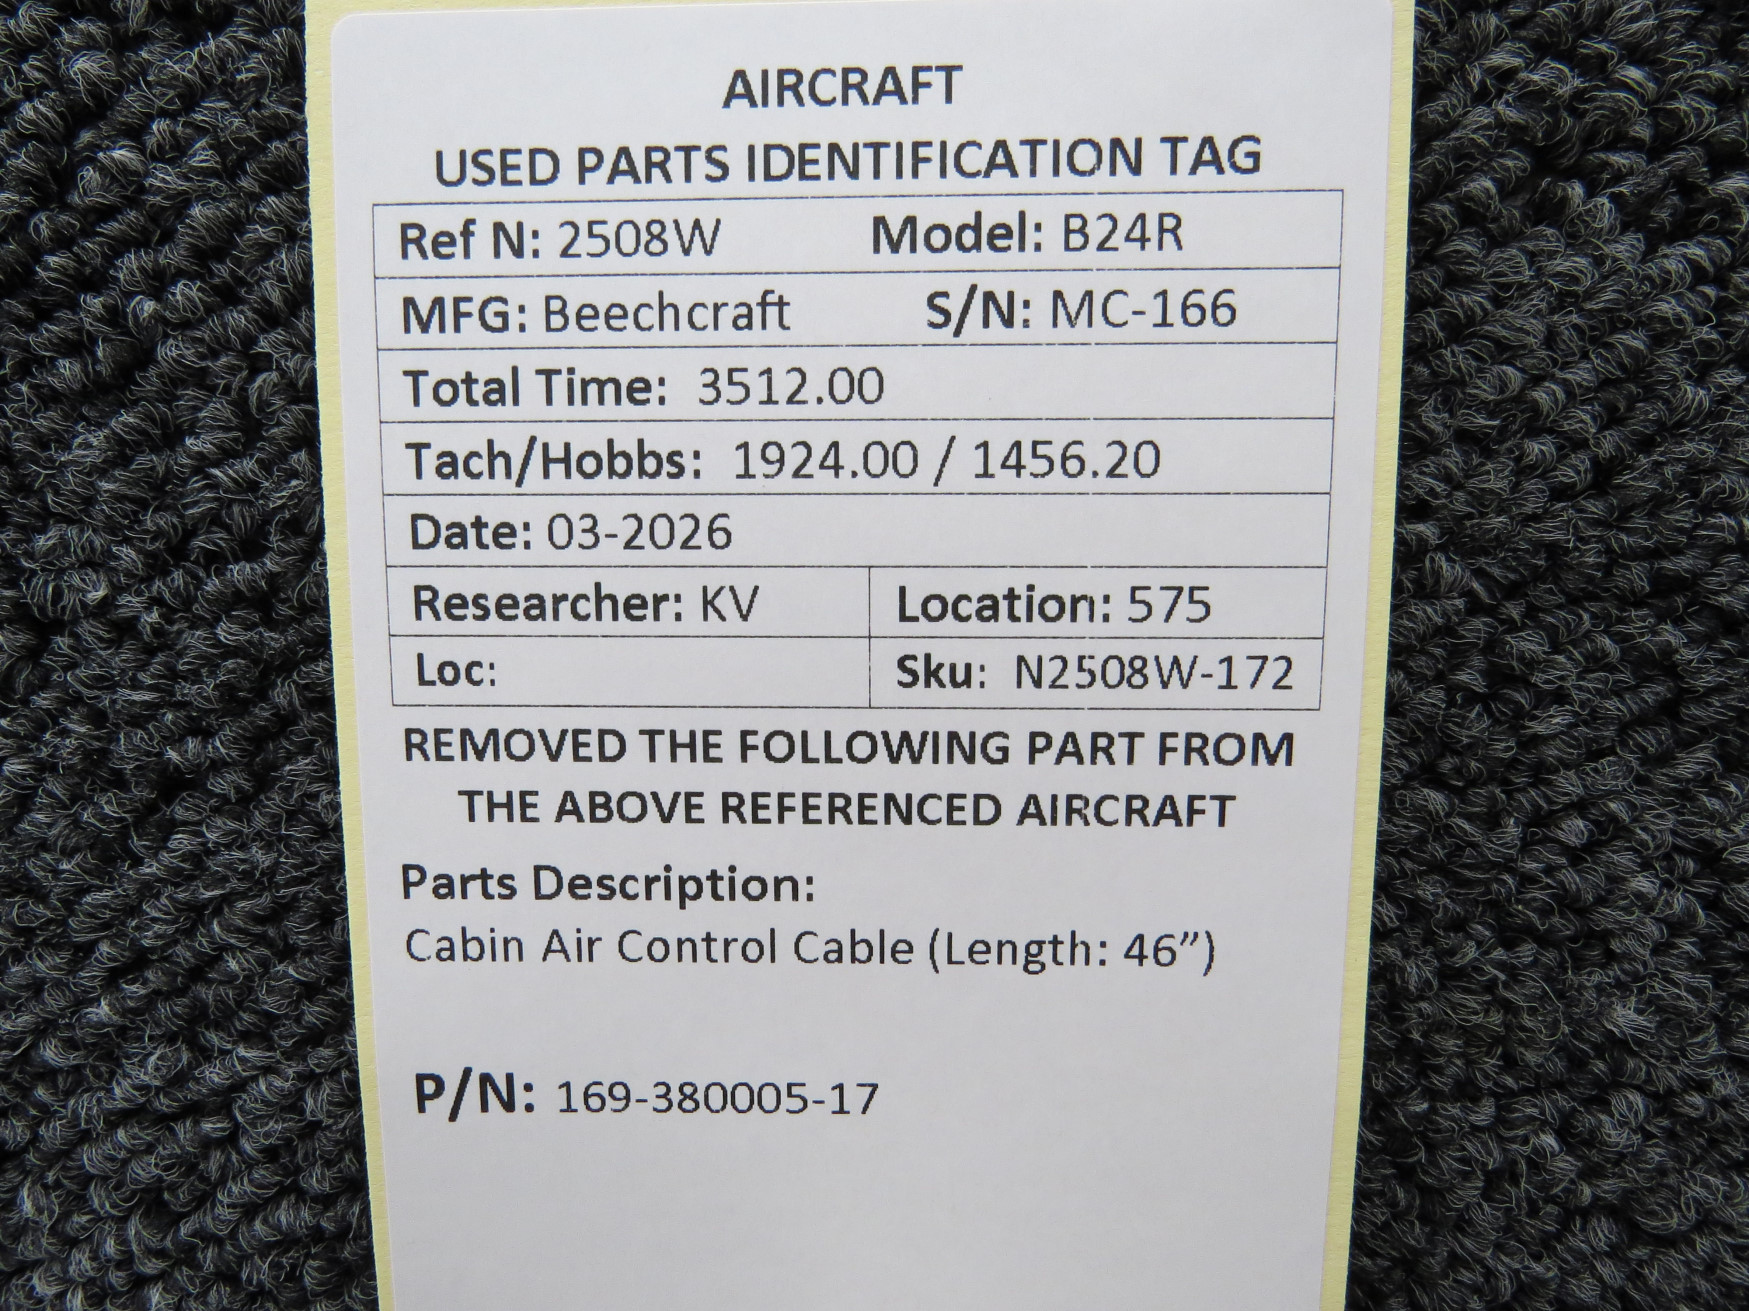 AIRCRAFT
USED PARTS IDENTIFICATION TAG
Ref N: 2508W Model: B24R
MFG: Beechcraft S/N: MC-166
Total Time: 3512.00
Tach/Hobbs: 1924.00 / 1456.20
Date: 03-2026
Researcher: KV Location: 575
Loc: Sku: N2508W-172
REMOVED THE FOLLOWING PART FROM
THE ABOVE REFERENCED AIRCRAFT
Parts Description:
Cabin Air Control Cable (Length: 46”)
P/N: 169-380005-17